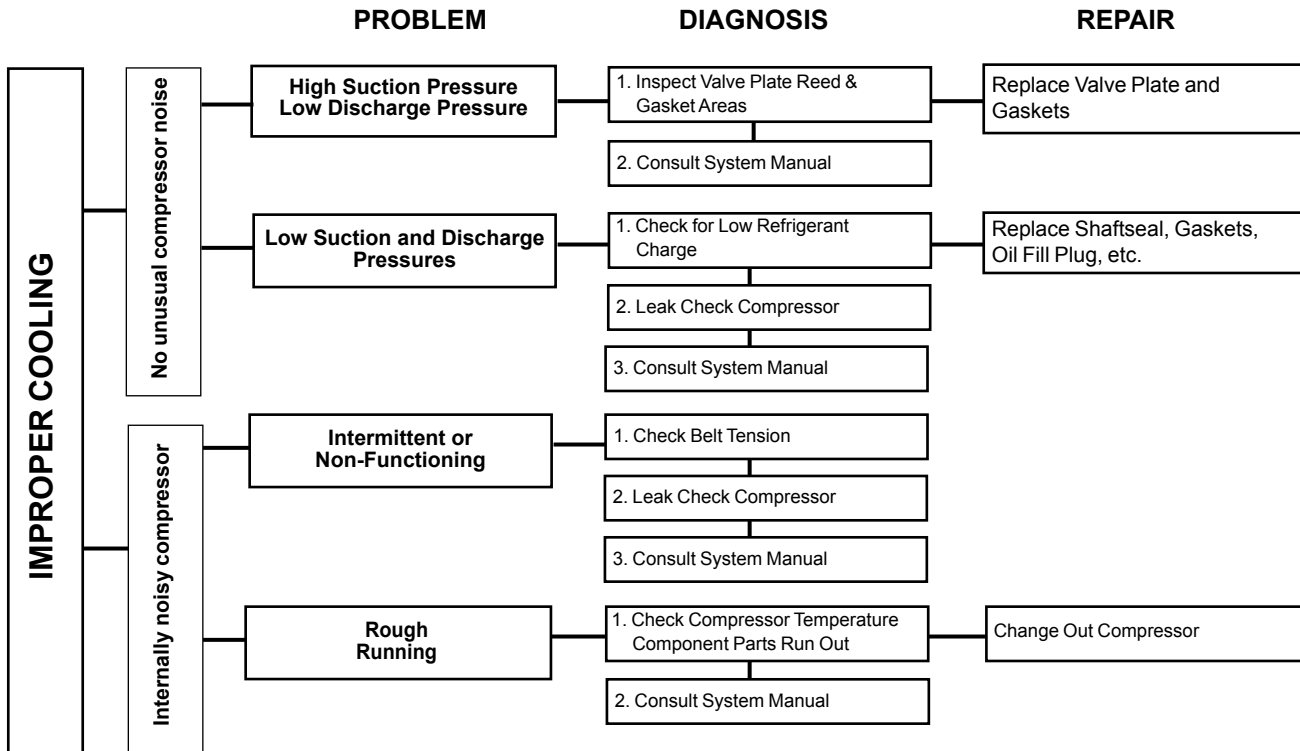 PROBLEM
DIAGNOSIS
REPAIR
IMPROPER COOLING
No unusual compressor noise
High Suction Pressure
Low Discharge Pressure
1. Inspect Valve Plate Reed &
Gasket Areas
Replace Valve Plate and
Gaskets
2. Consult System Manual
Low Suction and Discharge
Pressures
1. Check for Low Refrigerant
Charge
Replace Shaftseal, Gaskets,
Oil Fill Plug, etc.
2. Leak Check Compressor
3. Consult System Manual
Internally noisy compressor
Intermittent or
Non-Functioning
1. Check Belt Tension
2. Leak Check Compressor
3. Consult System Manual
Rough
Running
1. Check Compressor Temperature
Component Parts Run Out
Change Out Compressor
2. Consult System Manual